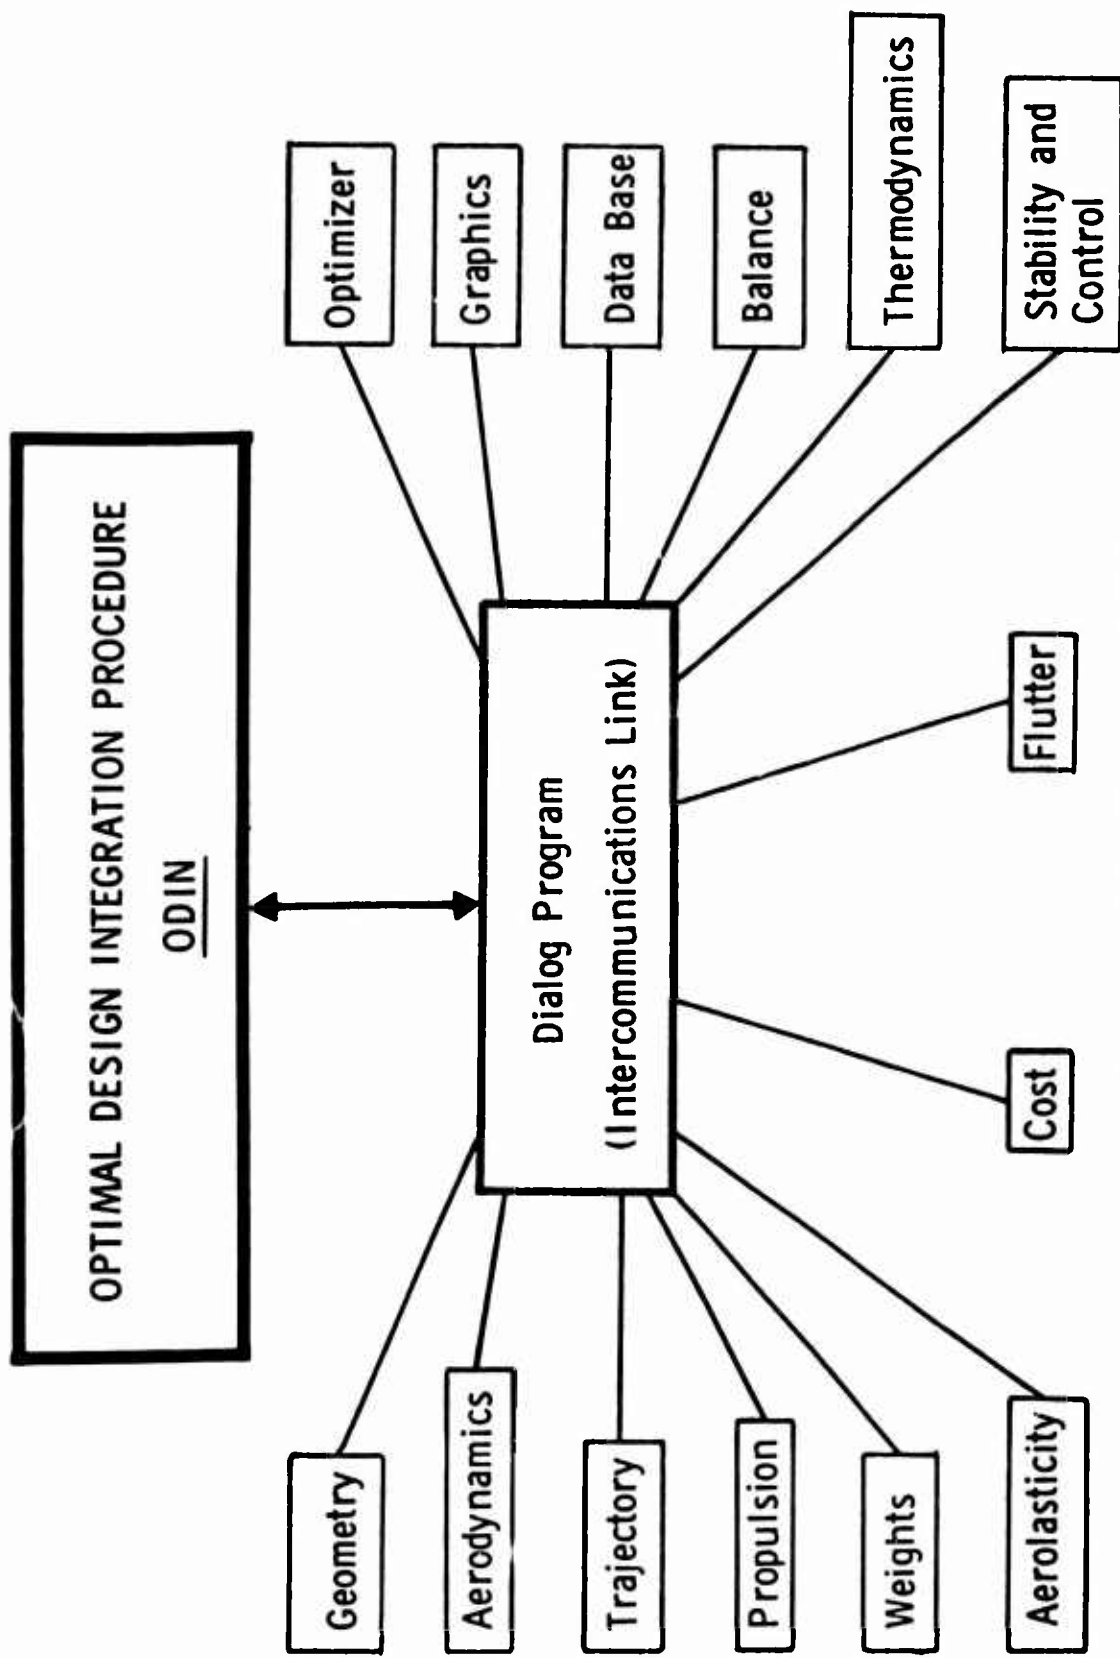 OPTIMAL DESIGN INTEGRATION PROCEDURE
ODIN
Dialog Program
(Intercommunications Link)
Geometry
Aerodynamics
Trajectory
Propulsion
Weights
Aerolasticity
Cost
Flutter
Optimizer
Graphics
Data Base
Balance
Thermodynamics
Stability and
Control